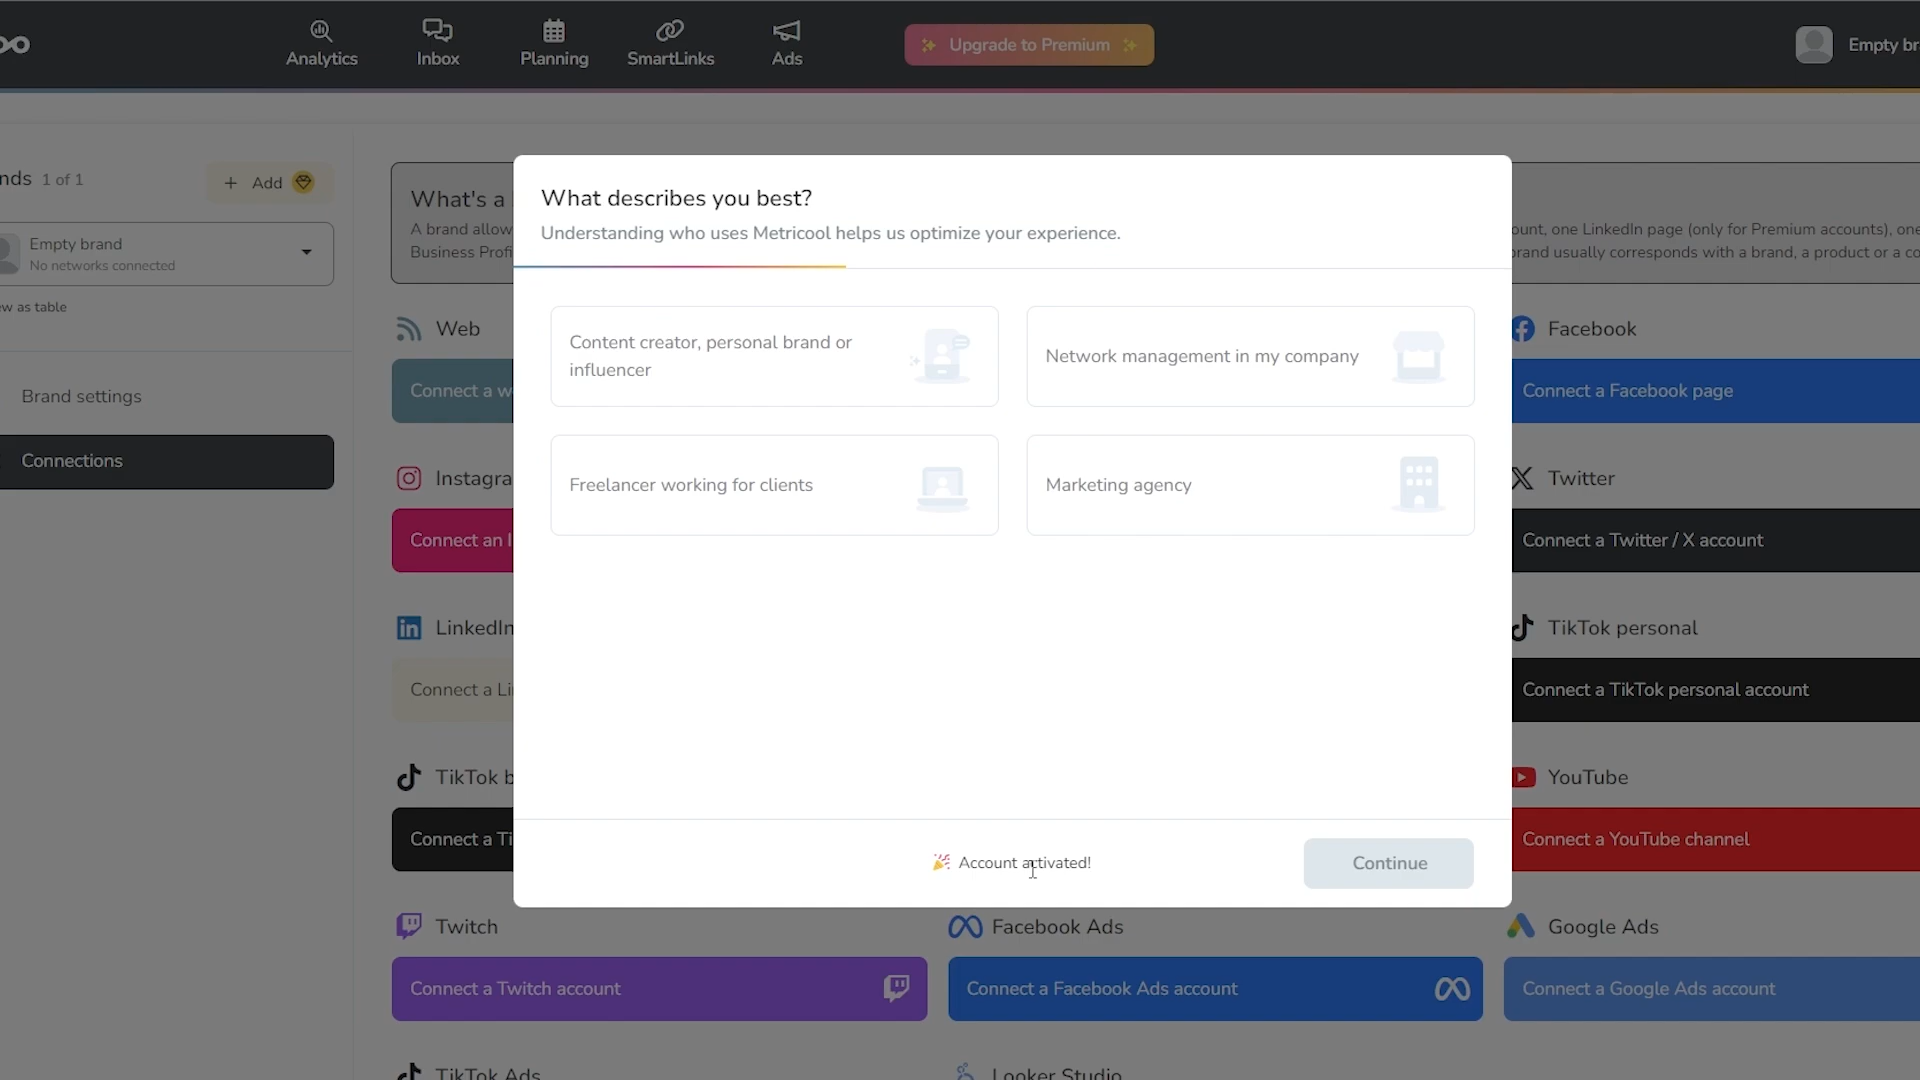 Analytics
Inbox
Planning
SmartLinks
Ads
Upgrade to Premium
Empty br
nds 1 of 1
+ Add
Empty brand
No networks connected
ew as table
Brand settings
Connections
What's a
A brand allow
Business Profi
ount, one LinkedIn page (only for Premium accounts), one
brand usually corresponds with a brand, a product or a co
What describes you best?
Understanding who uses Metricool helps us optimize your experience.
Content creator, personal brand or
influencer
Network management in my company
Freelancer working for clients
Marketing agency
Account activated!
Continue
Web
Connect a w
Facebook
Connect a Facebook page
Instagra
Connect an I
Twitter
Connect a Twitter / X account
LinkedIn
Connect a Li
TikTok personal
Connect a TikTok personal account
TikTok b
Connect a Ti
YouTube
Connect a YouTube channel
Twitch
Connect a Twitch account
Facebook Ads
Connect a Facebook Ads account
Google Ads
Connect a Google Ads account
TikTok Ads
Looker Studio